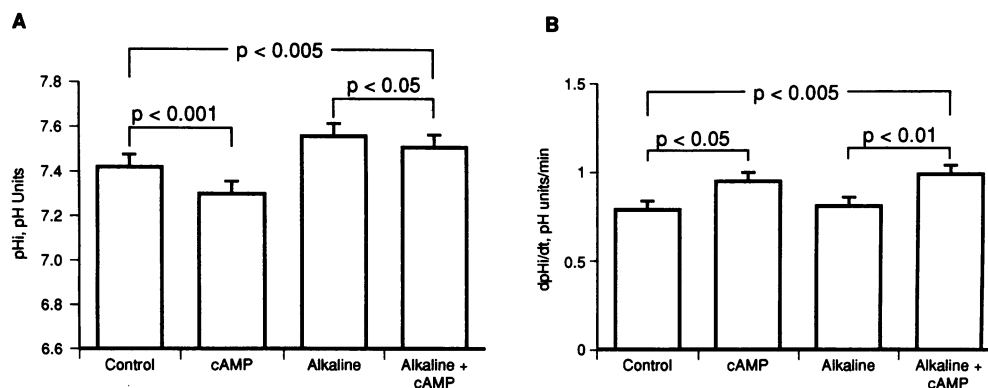 A
p < 0.005
7.8
p < 0.05
p < 0.001
7.6
7.4
7.2
7.0
6.8
6.6
pHi, pH Units
Control
cAMP
Alkaline
Alkaline +
cAMP
B
1.5
p < 0.005
p < 0.05
p < 0.01
1
0.5
0
dpHi/dt, pH units/min
Control
cAMP
Alkaline
Alkaline +
cAMP